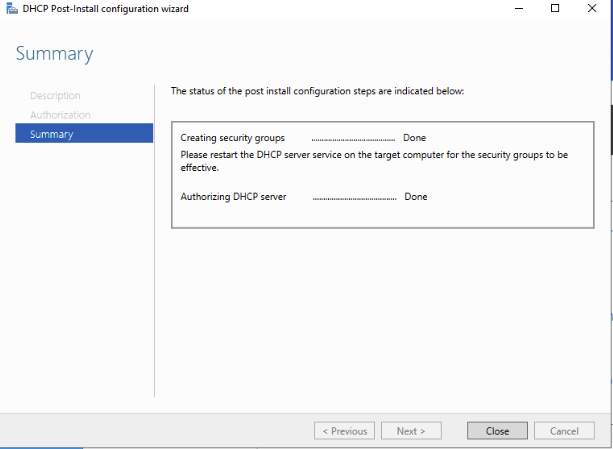 DHCP Post-Install configuration wizard
Summary
Description
Authorization
Summary
The status of the post install configuration steps are indicated below:
Creating security groups ..................................... Done
Please restart the DHCP server service on the target computer for the security groups to be
effective.
Authorizing DHCP server ..................................... Done
< Previous
Next >
Close
Cancel